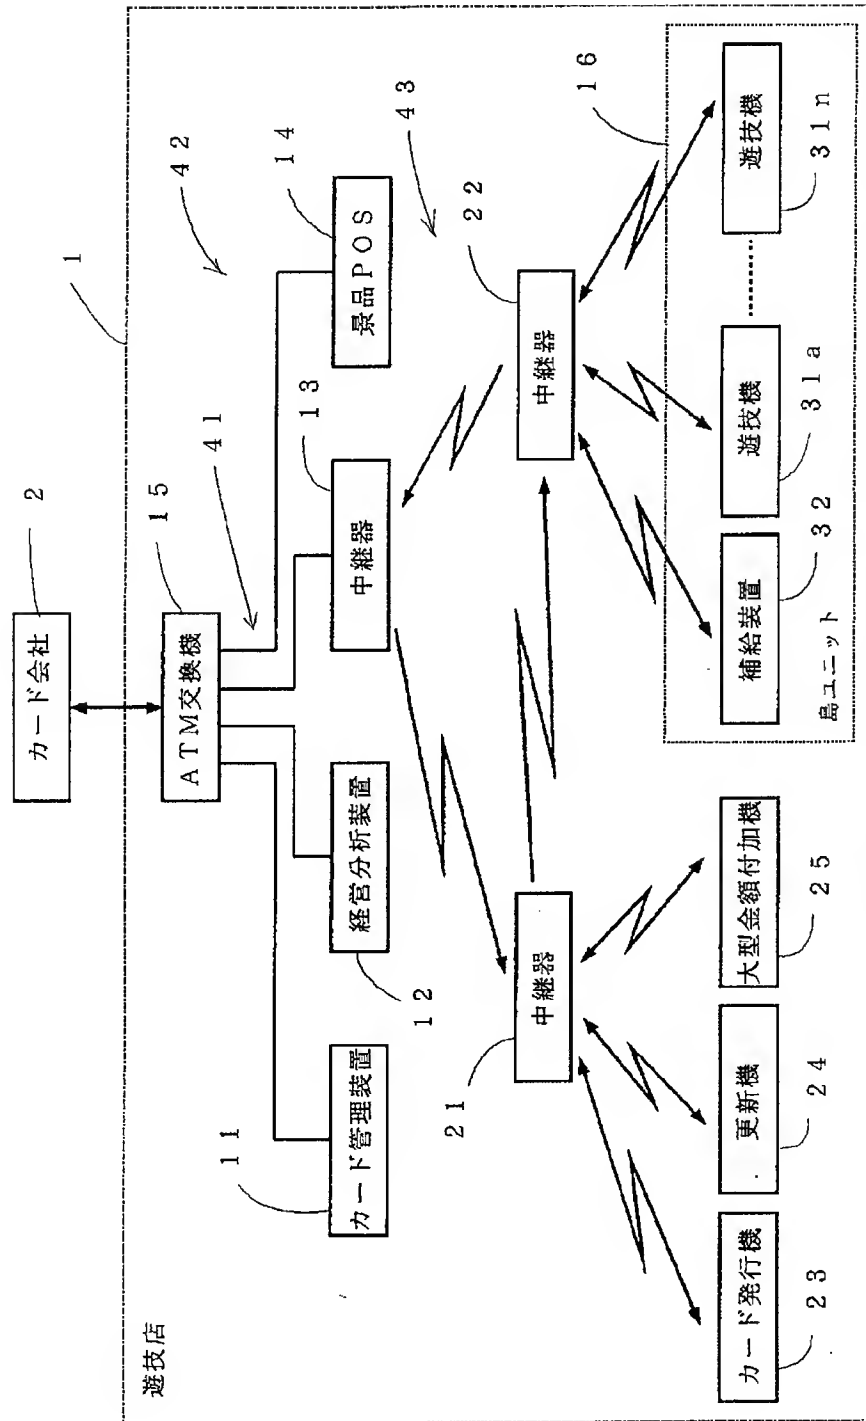 カード会社
2
遊技店
1
ATM交換機
15
41
42
カード管理装置
11
経営分析装置
12
中継器
13
景品POS
14
43
中継器
21
中継器
22
16
カード発行機
23
更新機
24
大型金額付加機
25
補給装置
32
遊技機
31a
遊技機
31n
島ユニット